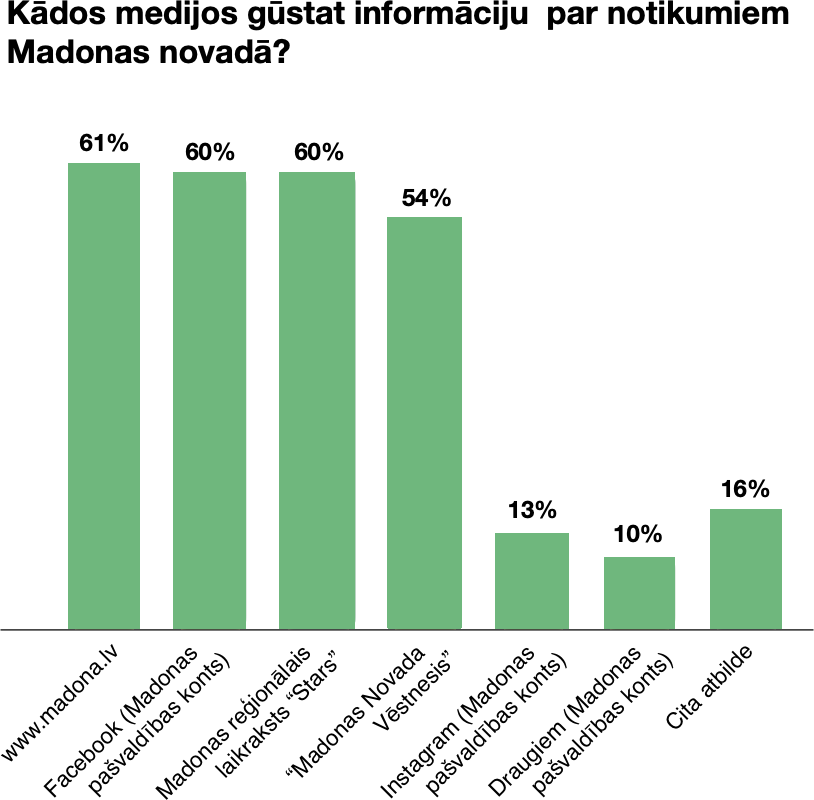 Kādos medijos gūstat informāciju  par notikumiem
Madonas novadā?
61%
60%
60%
54%
13%
10%
16%
www.madona.lv
Facebook (Madonas
pašvaldības konts)
Madonas reģionālais
laikraksts “Stars”
“Madonas Novada
Vēstnesis”
Instagram (Madonas
pašvaldības konts)
Draugiem (Madonas
pašvaldības konts)
Cita atbilde